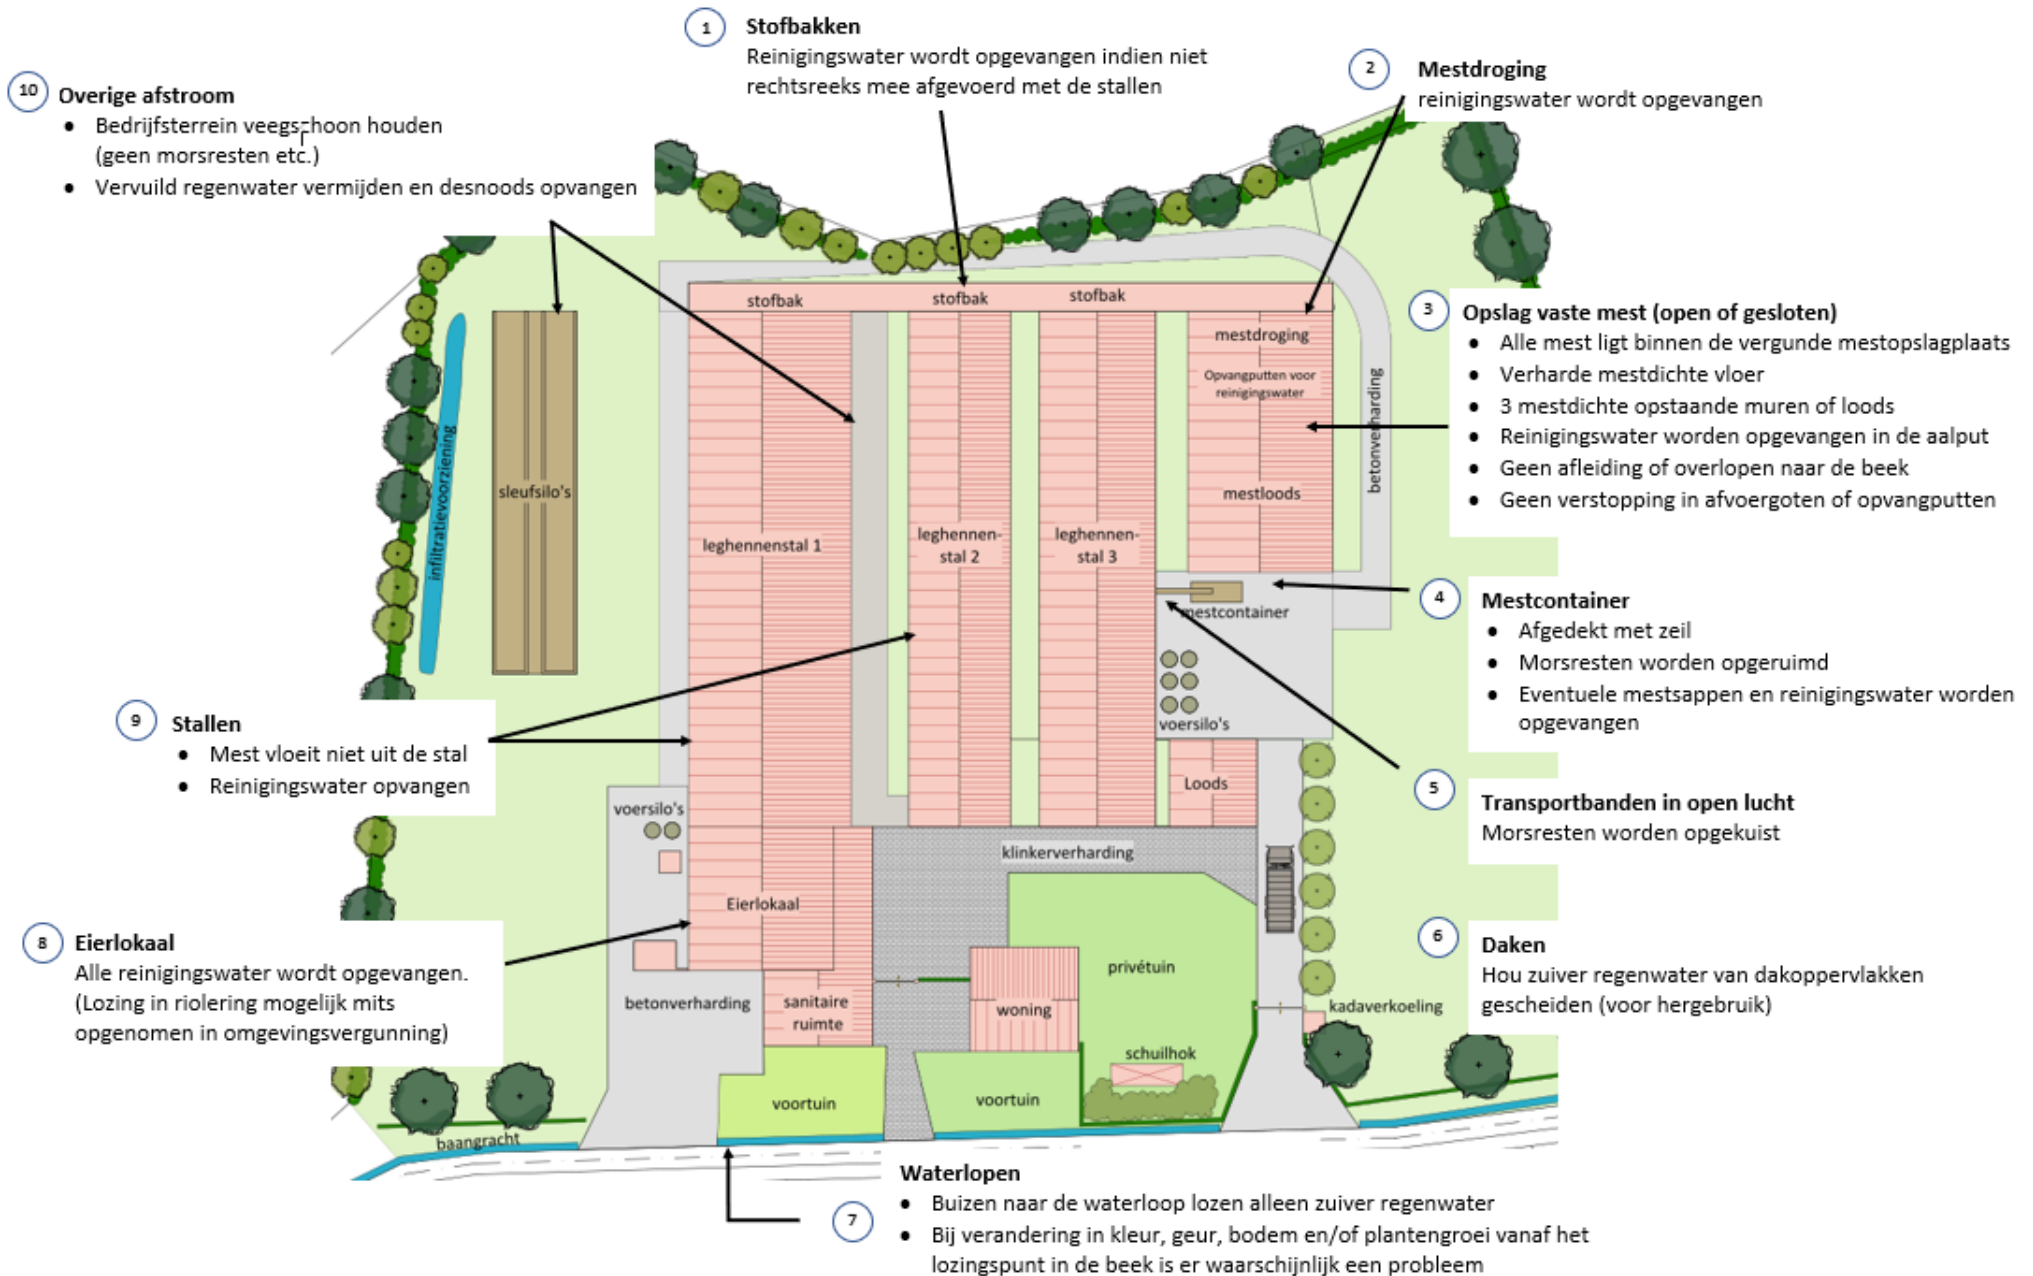 1
Stofbakken
Reinigingswater wordt opgevangen indien niet
rechtsreeks mee afgevoerd met de stallen
2
Mestdroging
reinigingswater wordt opgevangen
10
Overige afstroom
• Bedrijfsterrein veegschoon houden
(geen morsresten etc.)
• Vervuild regenwater vermijden en desnoods opvangen
3
Opslag vaste mest (open of gesloten)
• Alle mest ligt binnen de vergunde mestopslagplaats
• Verharde mestdichte vloer
• 3 mestdichte opstaande muren of loods
• Reinigingswater worden opgevangen in de aalput
• Geen afleiding of overlopen naar de beek
• Geen verstopping in afvoergoten of opvangputten
stofbak
stofbak
stofbak
mestdroging
Opvangputten voor
reinigingswater
betonverharding
mestloods
sleufsilo's
infiltratievoorziening
leghennenstal 1
leghennen-
stal 2
leghennen-
stal 3
mestcontainer
voersilo's
4
Mestcontainer
• Afgedekt met zeil
• Morsresten worden opgeruimd
• Eventuele mestsappen en reinigingswater worden
opgevangen
9
Stallen
• Mest vloeit niet uit de stal
• Reinigingswater opvangen
5
Transportbanden in open lucht
Morsresten worden opgekuist
Loods
voersilo's
klinkerverharding
Eierlokaal
8
Eierlokaal
Alle reinigingswater wordt opgevangen.
(Lozing in riolering mogelijk mits
opgenomen in omgevingsvergunning)
6
Daken
Hou zuiver regenwater van dakoppervlakken
gescheiden (voor hergebruik)
privétuin
betonverharding
sanitaire
ruimte
woning
kadaverkoeling
schuilhok
voortuin
voortuin
baangracht
7
Waterlopen
• Buizen naar de waterloop lozen alleen zuiver regenwater
• Bij verandering in kleur, geur, bodem en/of plantengroei vanaf het
lozingspunt in de beek is er waarschijnlijk een probleem